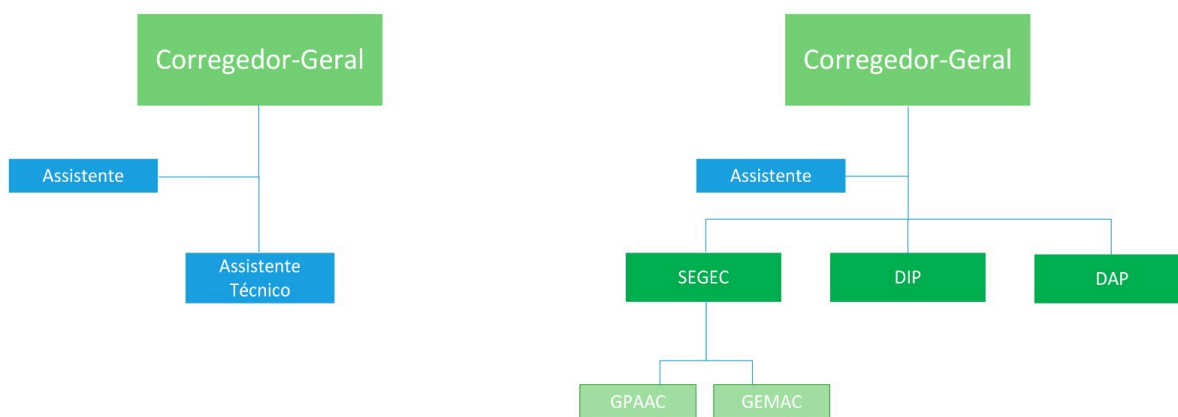 Corregedor-Geral
Assistente
Assistente
Técnico
Corregedor-Geral
Assistente
SEGEC
DIP
DAP
GPAAC
GEMAC